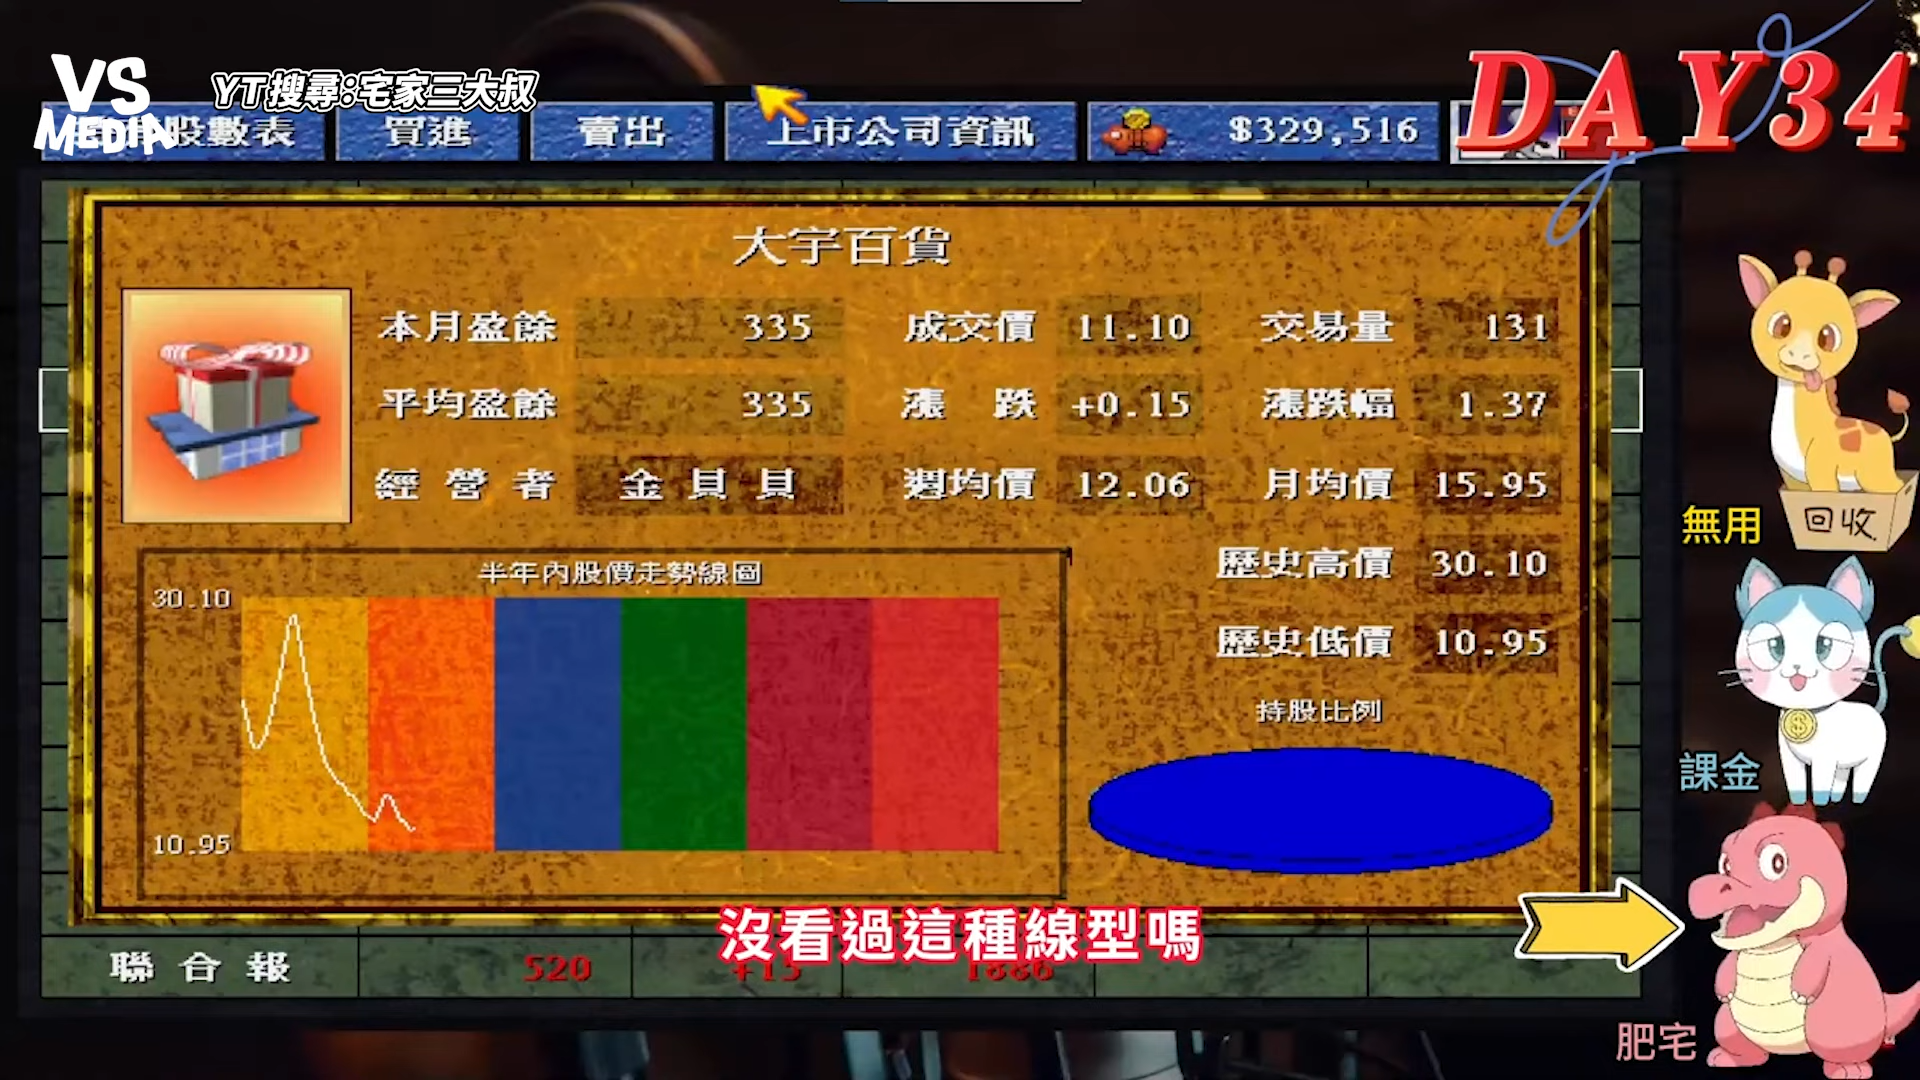 VS
MEDIA
YT搜尋:宅家三大叔
DAY34
股數表
買進
賣出
上市公司資訊
$329,516
大宇百貨
本月盈餘 335 成交價 11.10 交易量 131
平均盈餘 335 漲 跌 +0.15 漲跌幅 1.37
經 營 者 金 貝 貝 週均價 12.06 月均價 15.95
歷史高價 30.10
歷史低價 10.95
半年內股價走勢線圖
30.10
10.95
持股比例
無用
回收
課金
$
沒看過這種線型嗎
聯 合 報 520 +15 1886
肥宅